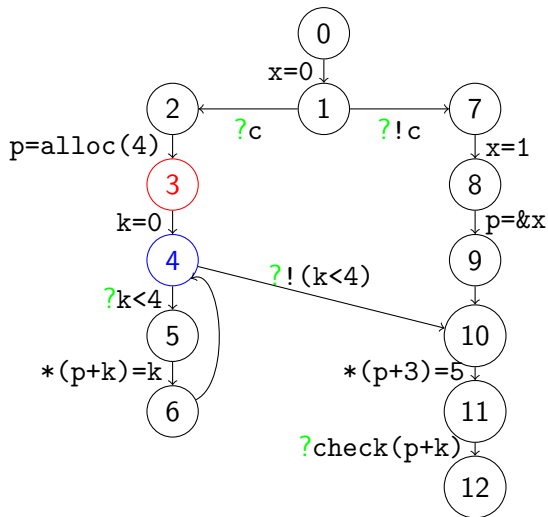 0
x=0
2 1 7
?c ?!c
p=alloc(4) x=1
3 8
k=0 p=&x
4 9
?!(k<4)
?k<4
5 10
*(p+k)=k *(p+3)=5
6 11
?check(p+k)
12